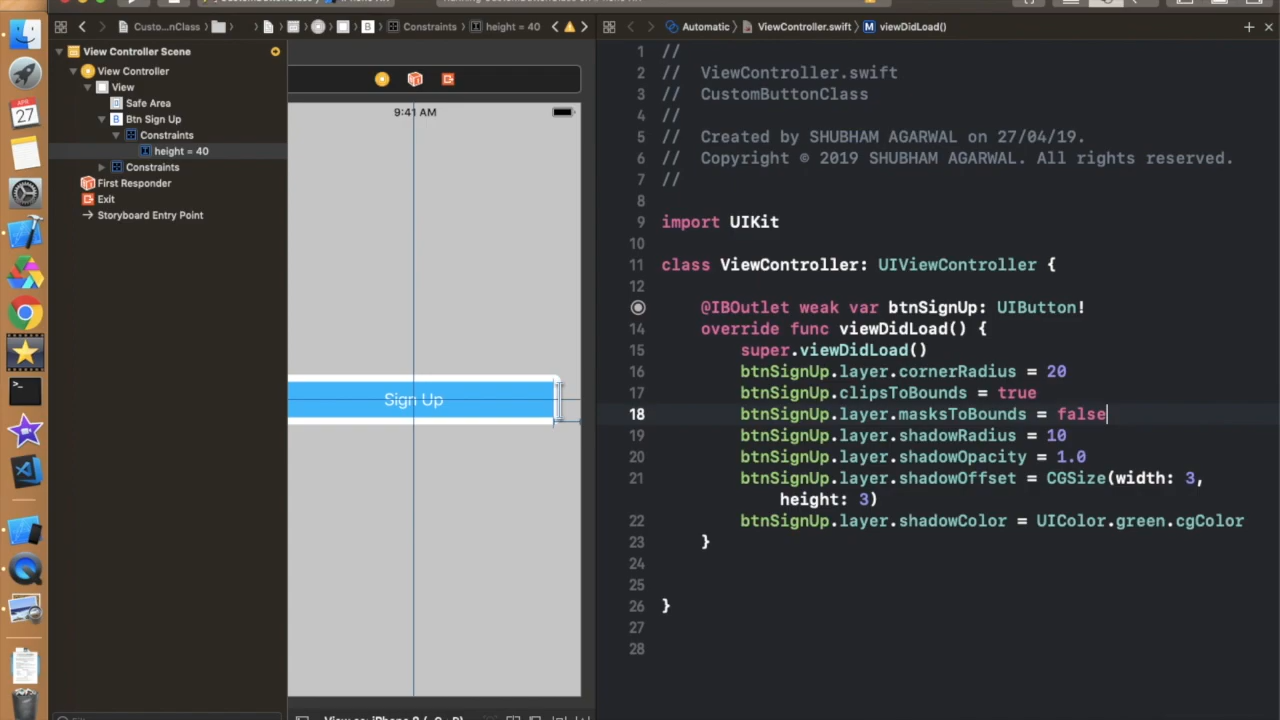 Custo...nClass
Constraints
height = 40
Automatic
ViewController.swift
viewDidLoad()
View Controller Scene
View Controller
View
Safe Area
B Btn Sign Up
Constraints
height = 40
Constraints
First Responder
Exit
Storyboard Entry Point
APR
27
9:41 AM
Sign Up
1 //
2 // ViewController.swift
3 // CustomButtonClass
4 //
5 // Created by SHUBHAM AGARWAL on 27/04/19.
6 // Copyright © 2019 SHUBHAM AGARWAL. All rights reserved.
7 //
8
9 import UIKit
10
11 class ViewController: UIViewController {
12
@IBOutlet weak var btnSignUp: UIButton!
14 override func viewDidLoad() {
15 super.viewDidLoad()
16 btnSignUp.layer.cornerRadius = 20
17 btnSignUp.clipsToBounds = true
18 btnSignUp.layer.masksToBounds = false
19 btnSignUp.layer.shadowRadius = 10
20 btnSignUp.layer.shadowOpacity = 1.0
21 btnSignUp.layer.shadowOffset = CGSize(width: 3,
height: 3)
22 btnSignUp.layer.shadowColor = UIColor.green.cgColor
23 }
24
25
26 }
27
28